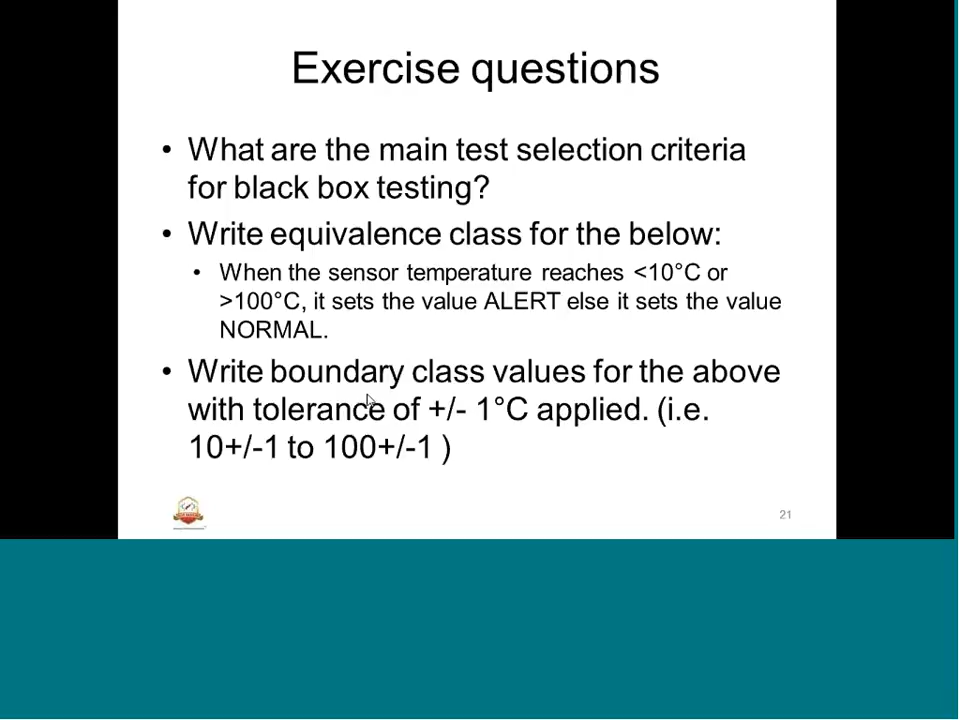 Exercise questions
• What are the main test selection criteria
for black box testing?
• Write equivalence class for the below:
• When the sensor temperature reaches <10°C or
>100°C, it sets the value ALERT else it sets the value
NORMAL.
• Write boundary class values for the above
with tolerance of +/- 1°C applied. (i.e.
10+/-1 to 100+/-1 )
21